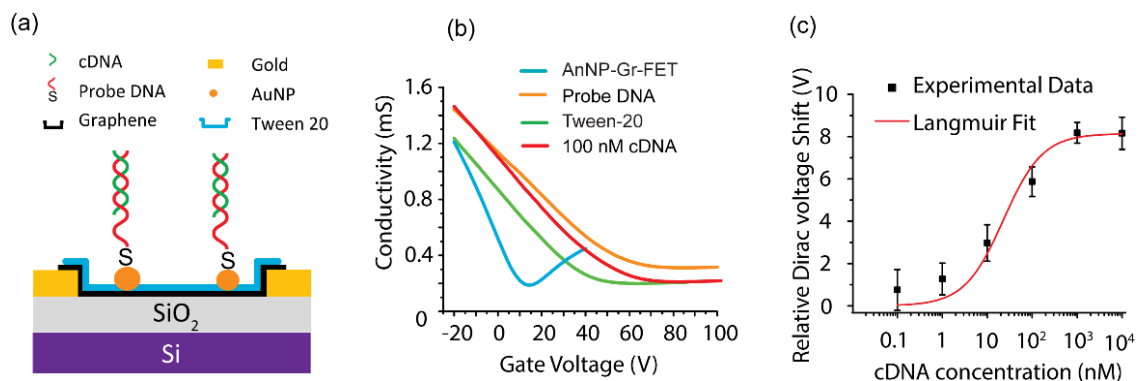 (a)
cDNA
Probe DNA
S
Graphene
Gold
AuNP
Tween 20
S
S
SiO2
Si
(b)
AnNP-Gr-FET
Probe DNA
Tween-20
100 nM cDNA
Conductivity (mS)
1.6
1.2
0.8
0.4
0
-20 0 20 40 60 80 100
Gate Voltage (V)
(c)
Experimental Data
Langmuir Fit
Relative Dirac voltage Shift (V)
10
8
6
4
2
0
0.1 1 10 10² 10³ 10⁴
cDNA concentration (nM)